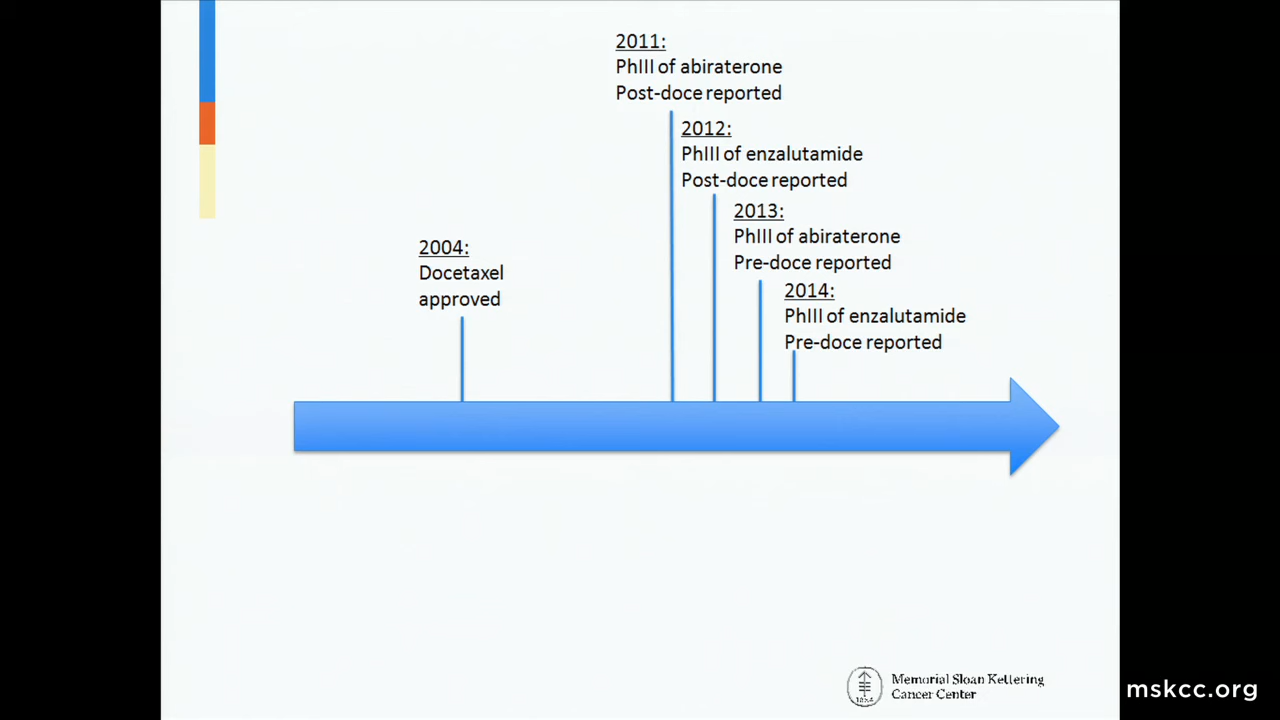 2011:
PhIII of abiraterone
Post-doce reported
2012:
PhIII of enzalutamide
Post-doce reported
2013:
PhIII of abiraterone
Pre-doce reported
2004:
Docetaxel
approved
2014:
PhIII of enzalutamide
Pre-doce reported
Memorial Sloan Kettering
Cancer Center
mskcc.org